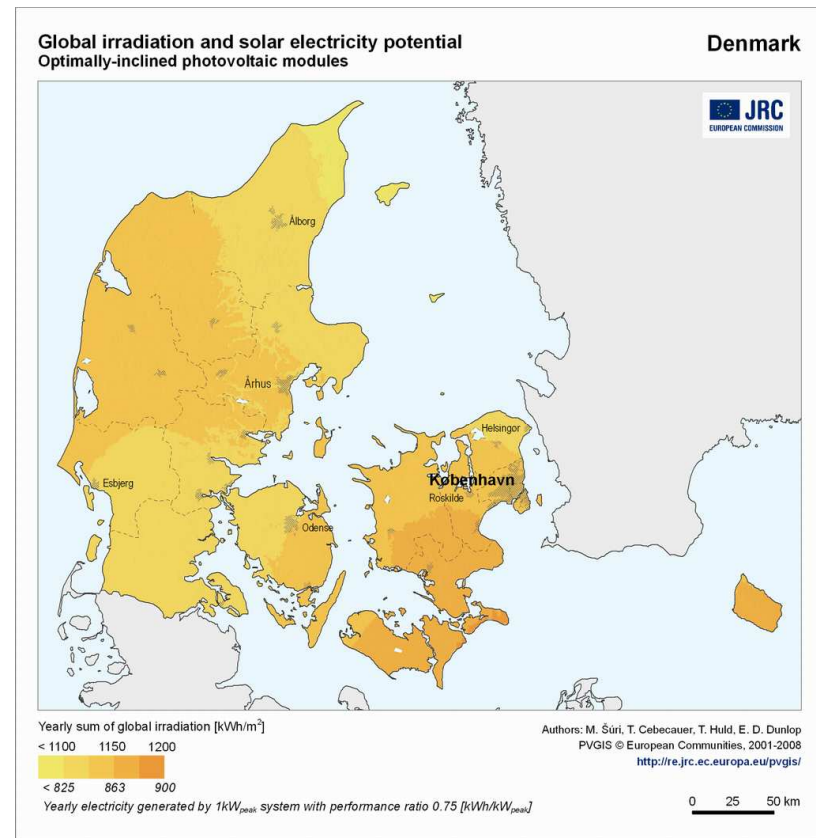 Global irradiation and solar electricity potential
Optimally-inclined photovoltaic modules
Denmark
JRC
EUROPEAN COMMISSION
Ålborg
Århus
Helsingor
København
Roskilde
Esbjerg
Odense
Yearly sum of global irradiation [kWh/m²]
< 1100 1150 1200
< 825 863 900
Yearly electricity generated by 1kWpeak system with performance ratio 0.75 [kWh/kWpeak]
Authors: M. Šúri, T. Cebecauer, T. Huld, E. D. Dunlop
PVGIS © European Communities, 2001-2008
http://re.jrc.ec.europa.eu/pvgis/
0 25 50 km